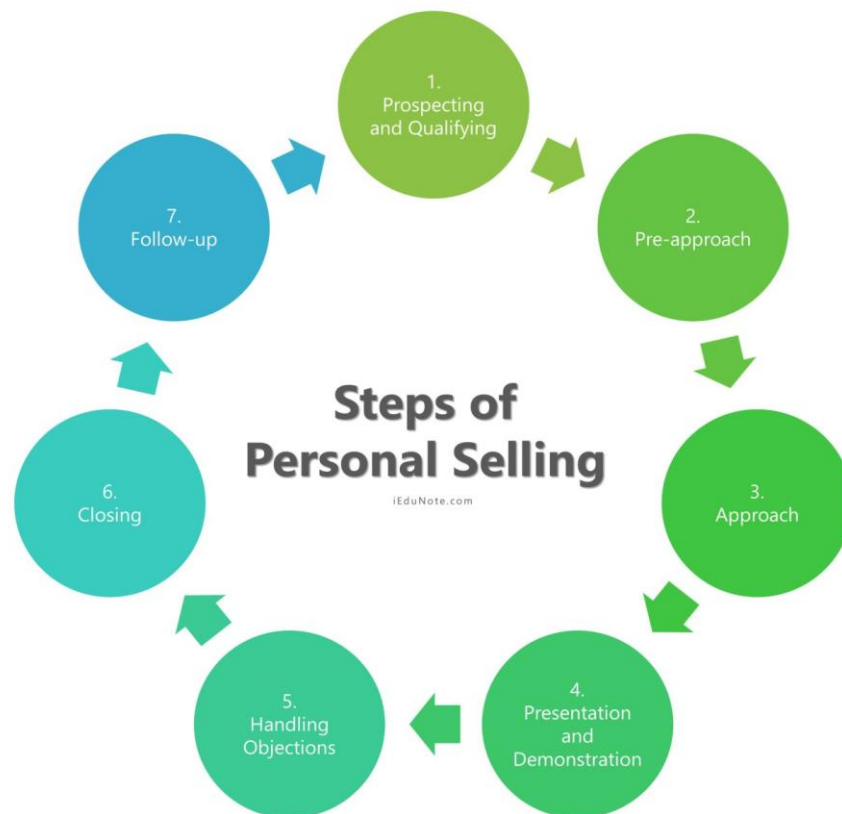 1.
Prospecting
and Qualifying
2.
Pre-approach
3.
Approach
4.
Presentation
and
Demonstration
5.
Handling
Objections
6.
Closing
7.
Follow-up
Steps of
Personal Selling
iEduNote.com